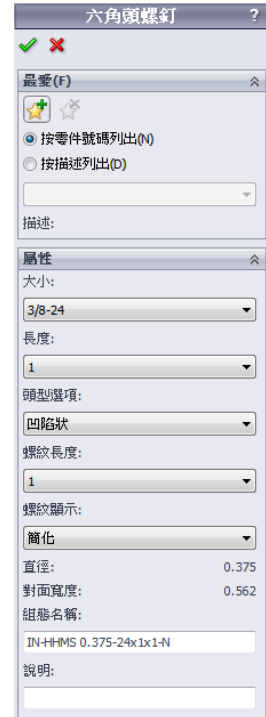 六角頭螺釘 ?
最愛(F)
按零件號碼列出(N)
按描述列出(D)
描述:
屬性
大小:
3/8-24
長度:
1
頭型選項:
凹陷狀
螺紋長度:
1
螺紋顯示:
簡化
直徑: 0.375
對面寬度: 0.562
組態名稱:
IN-HHMS 0.375-24x1x1-N
說明: